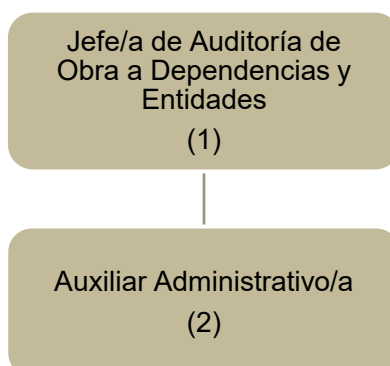 Jefe/a de Auditoría de
Obra a Dependencias y
Entidades
(1)
Auxiliar Administrativo/a
(2)